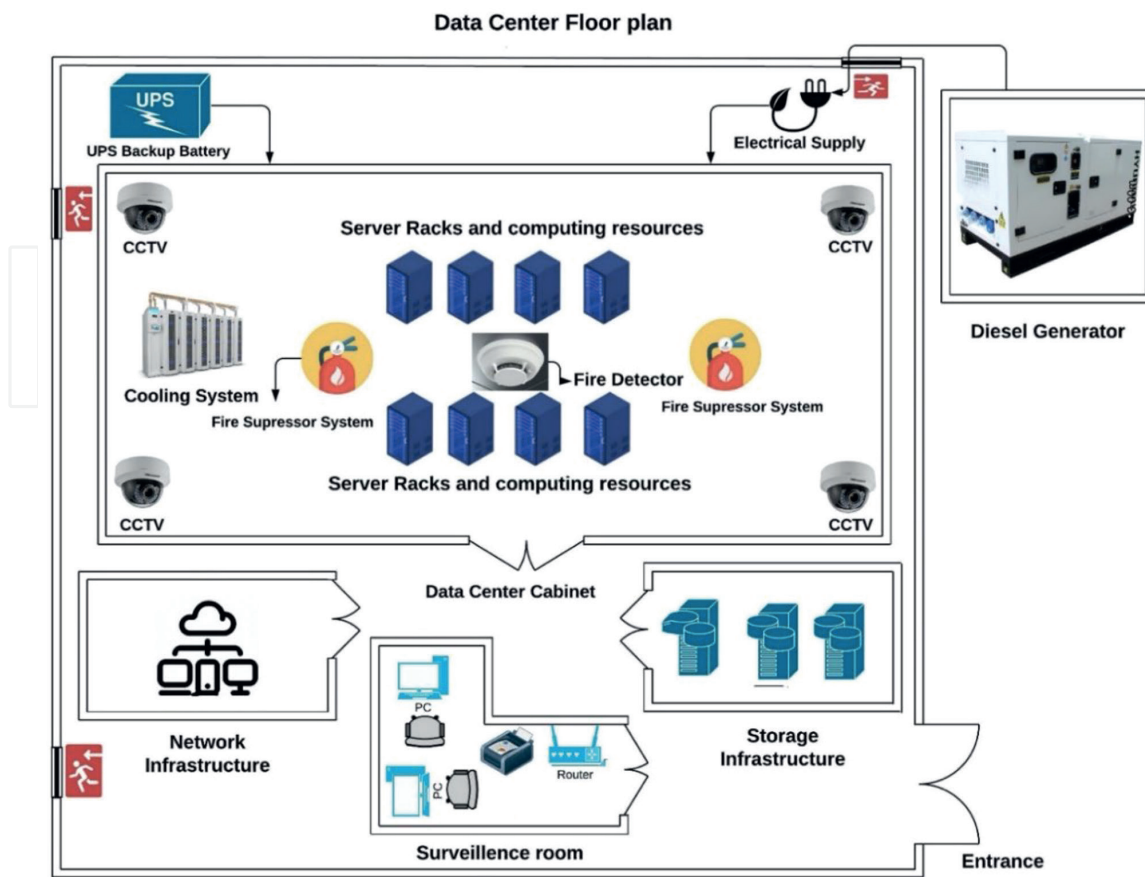 Data Center Floor plan
UPS
UPS Backup Battery
Electrical Supply
CCTV
CCTV
Server Racks and computing resources
Diesel Generator
Cooling System
Fire Supressor System
Fire Detector
Fire Supressor System
Server Racks and computing resources
CCTV
CCTV
Data Center Cabinet
Network
Infrastructure
PC
PC
Router
Storage
Infrastructure
Surveillence room
Entrance